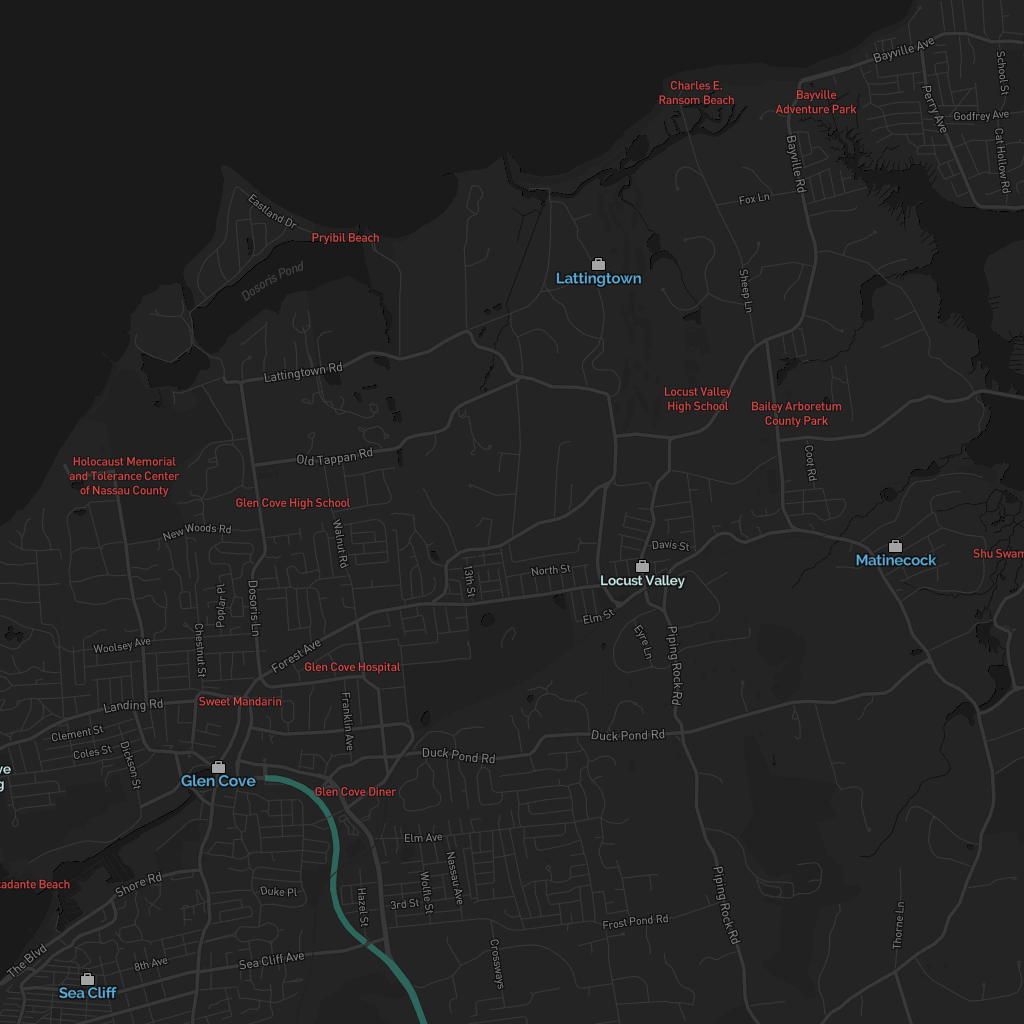 Bayville Ave
School St
Charles E.
Ransom Beach
Bayville
Adventure Park
Perry Ave
Godfrey Ave
Cat Hollow Rd
Bayville Rd
Eastland Dr
Fox Ln
Pryibil Beach
Dosoris Pond
Lattingtown
Sheep Ln
Lattingtown Rd
Locust Valley
High School
Bailey Arboretum
County Park
Old Tappan Rd
Coot Rd
Holocaust Memorial
and Tolerance Center
of Nassau County
Glen Cove High School
New Woods Rd
Walnut Rd
Davis St
Matinecock
Shu Swam
North St
13th St
Locust Valley
Poplar Pl
Dosoris Ln
Elm St
Chestnut St
Woolsey Ave
Forest Ave
Eyre Ln
Piping Rock Rd
Glen Cove Hospital
Landing Rd
Sweet Mandarin
Franklin Ave
Clement St
Coles St
Dickson St
Duck Pond Rd
Duck Pond Rd
ve
g
Glen Cove
Glen Cove Diner
Elm Ave
Nassau Ave
Wolfle St
cadante Beach
Shore Rd
Duke Pl
Hazel St
3rd St
Piping Rock Rd
Frost Pond Rd
Thorne Ln
Crossways
The Blvd
8th Ave
Sea Cliff Ave
Sea Cliff